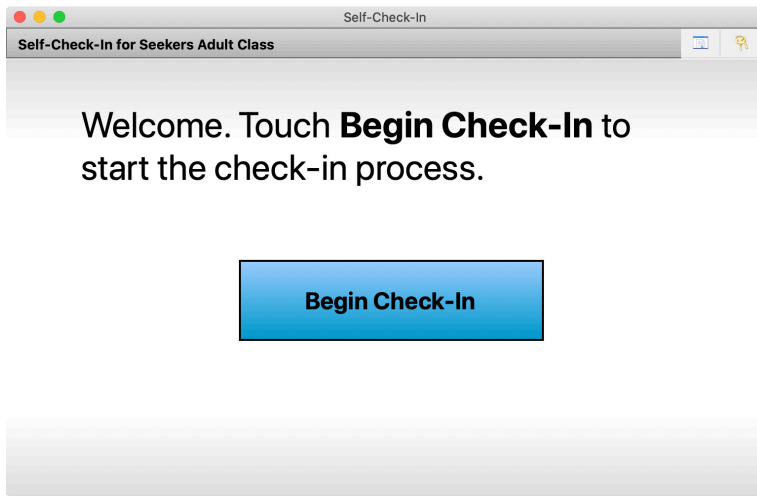 Self-Check-In
Self-Check-In for Seekers Adult Class
Welcome. Touch Begin Check-In to
start the check-in process.
Begin Check-In